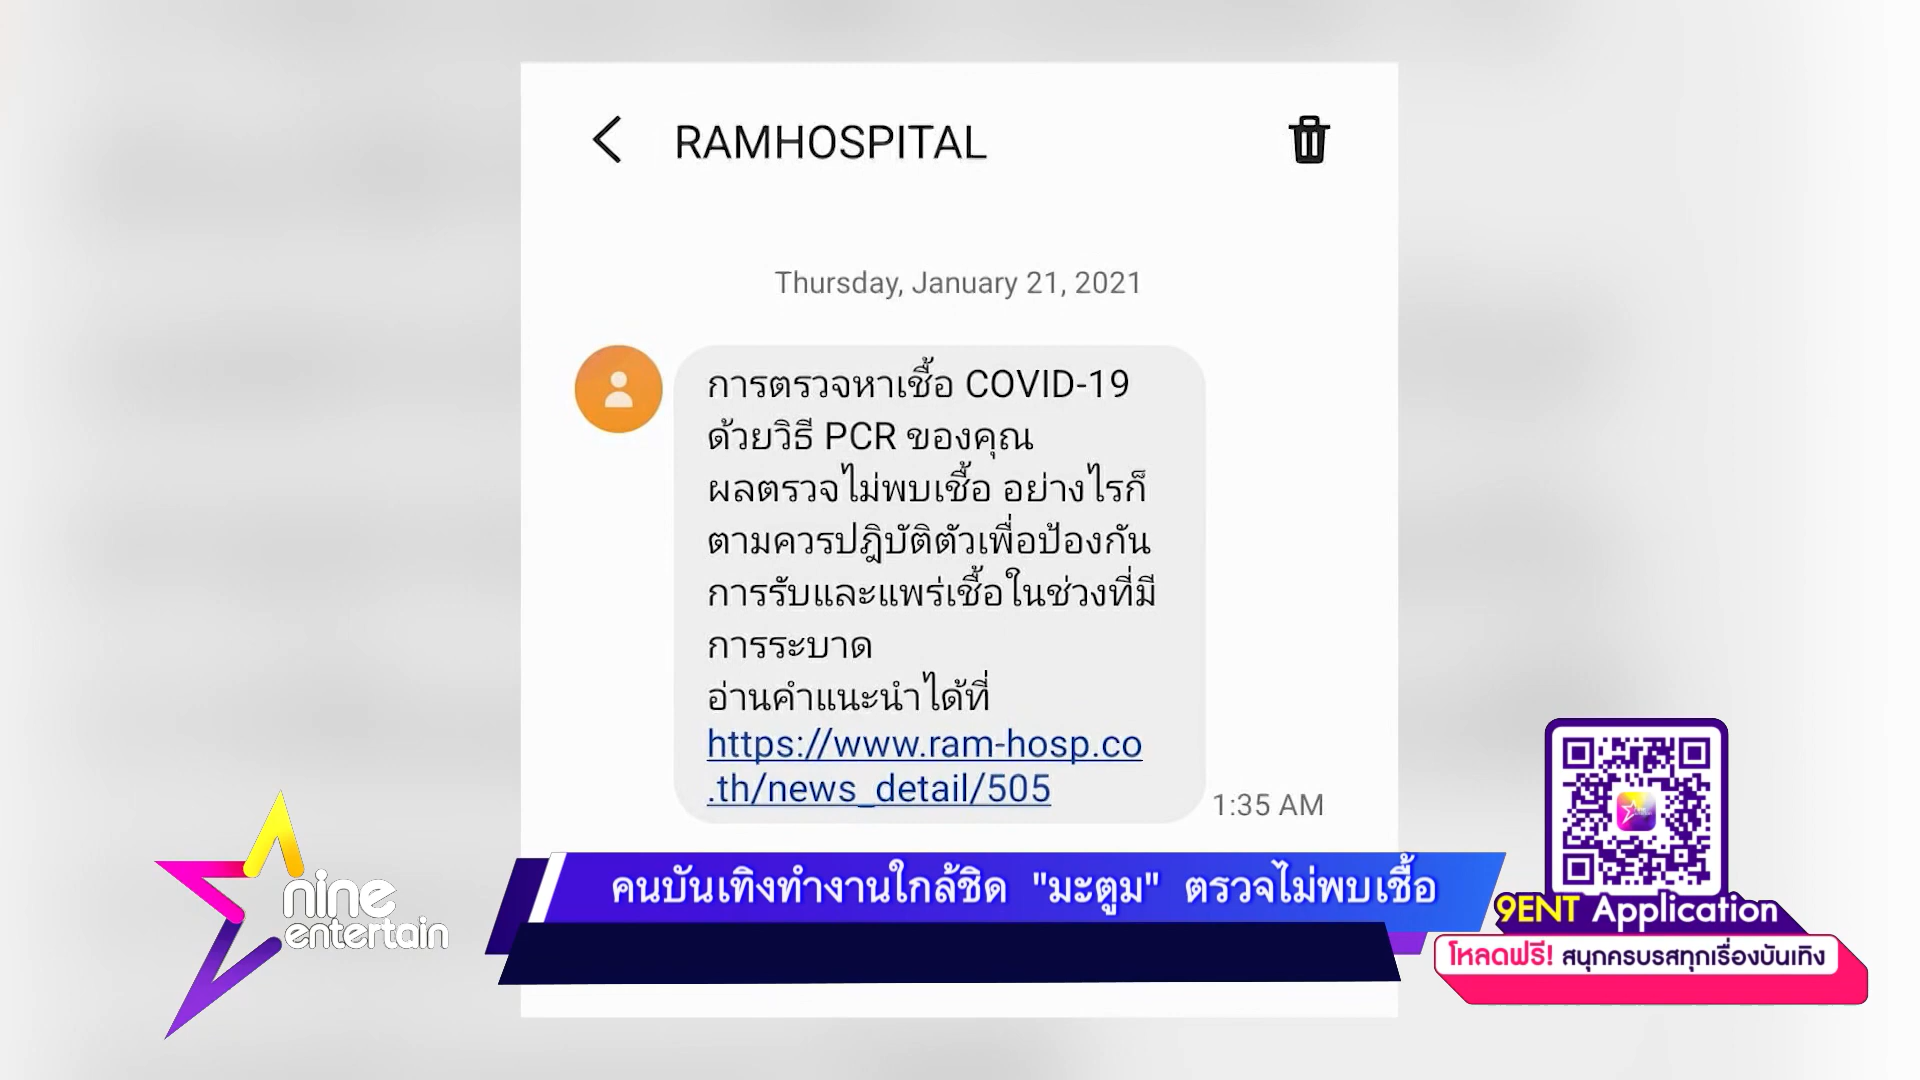 RAMHOSPITAL
Thursday, January 21, 2021
การตรวจหาเชื้อ COVID-19
ด้วยวิธี PCR ของคุณ
ผลตรวจไม่พบเชื้อ อย่างไรก็
ตามควรปฎิบัติตัวเพื่อป้องกัน
การรับและแพร่เชื้อในช่วงที่มี
การระบาด
อ่านคำแนะนำได้ที่
https://www.ram-hosp.co
.th/news_detail/505
1:35 AM
nine
entertain
คนบันเทิงทำงานใกล้ชิด "มะตูม" ตรวจไม่พบเชื้อ
9ENT Application
โหลดฟรี! สนุกครบรสทุกเรื่องบันเทิง